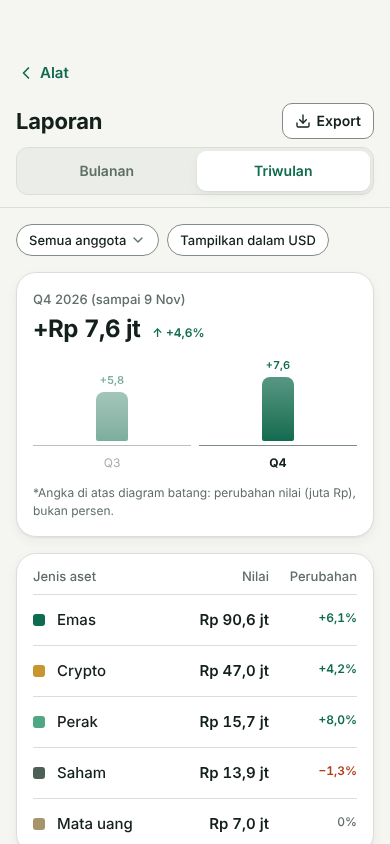 Alat
Laporan
Export
Bulanan
Triwulan
Semua anggota
Tampilkan dalam USD
Q4 2026 (sampai 9 Nov)
+Rp 7,6 jt ↑ +4,6%
+5,8
+7,6
Q3
Q4
*Angka di atas diagram batang: perubahan nilai (juta Rp),
bukan persen.
Jenis aset Nilai Perubahan
Emas Rp 90,6 jt +6,1%
Crypto Rp 47,0 jt +4,2%
Perak Rp 15,7 jt +8,0%
Saham Rp 13,9 jt −1,3%
Mata uang Rp 7,0 jt 0%